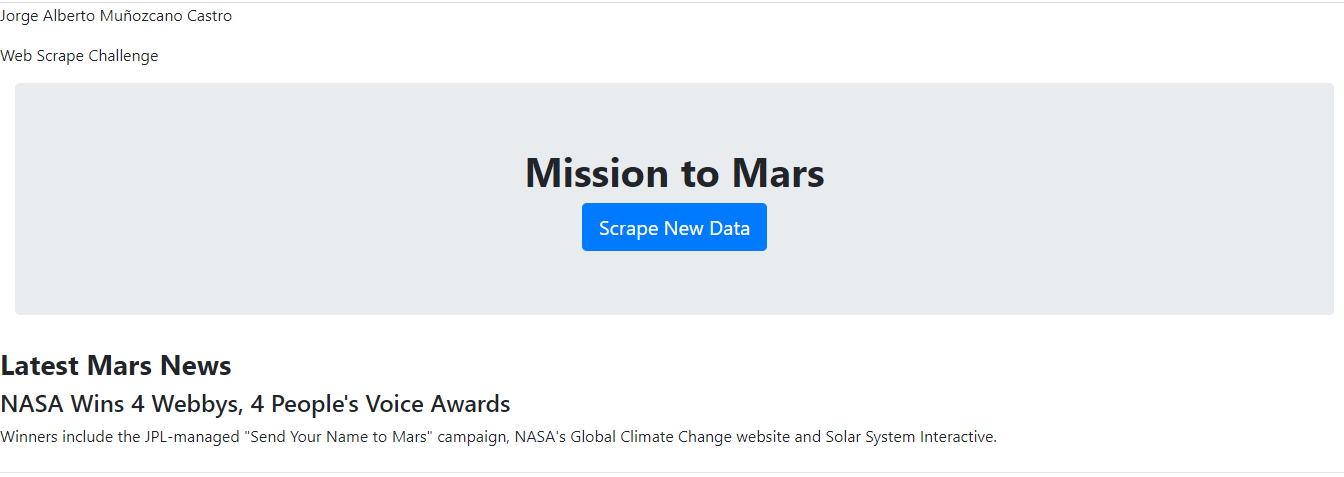 Jorge Alberto Muñozcano Castro
Web Scrape Challenge
Mission to Mars
Scrape New Data
Latest Mars News
NASA Wins 4 Webbys, 4 People's Voice Awards
Winners include the JPL-managed "Send Your Name to Mars" campaign, NASA's Global Climate Change website and Solar System Interactive.